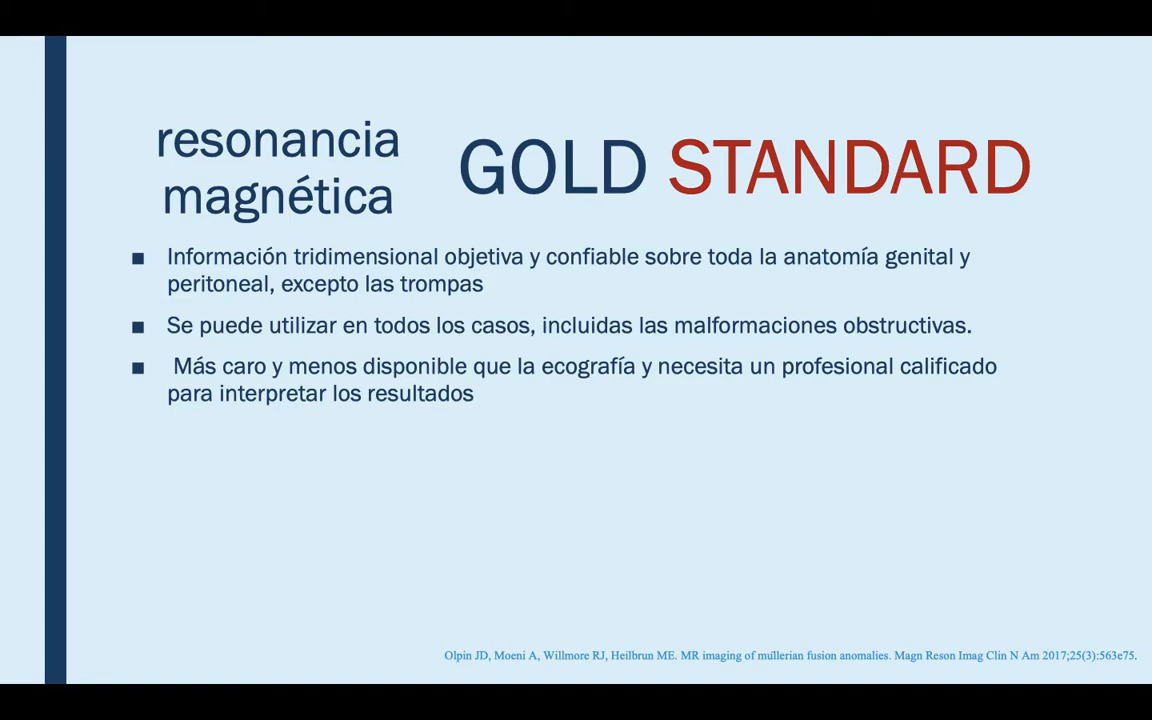 resonancia
magnética
GOLD STANDARD
■ Información tridimensional objetiva y confiable sobre toda la anatomía genital y
peritoneal, excepto las trompas
■ Se puede utilizar en todos los casos, incluidas las malformaciones obstructivas.
■ Más caro y menos disponible que la ecografía y necesita un profesional calificado
para interpretar los resultados
Olpin JD, Moeni A, Willmore RJ, Heilbrun ME. MR imaging of müllerian fusion anomalies. Magn Reson Imag Clin N Am 2017;25(3):563e75.